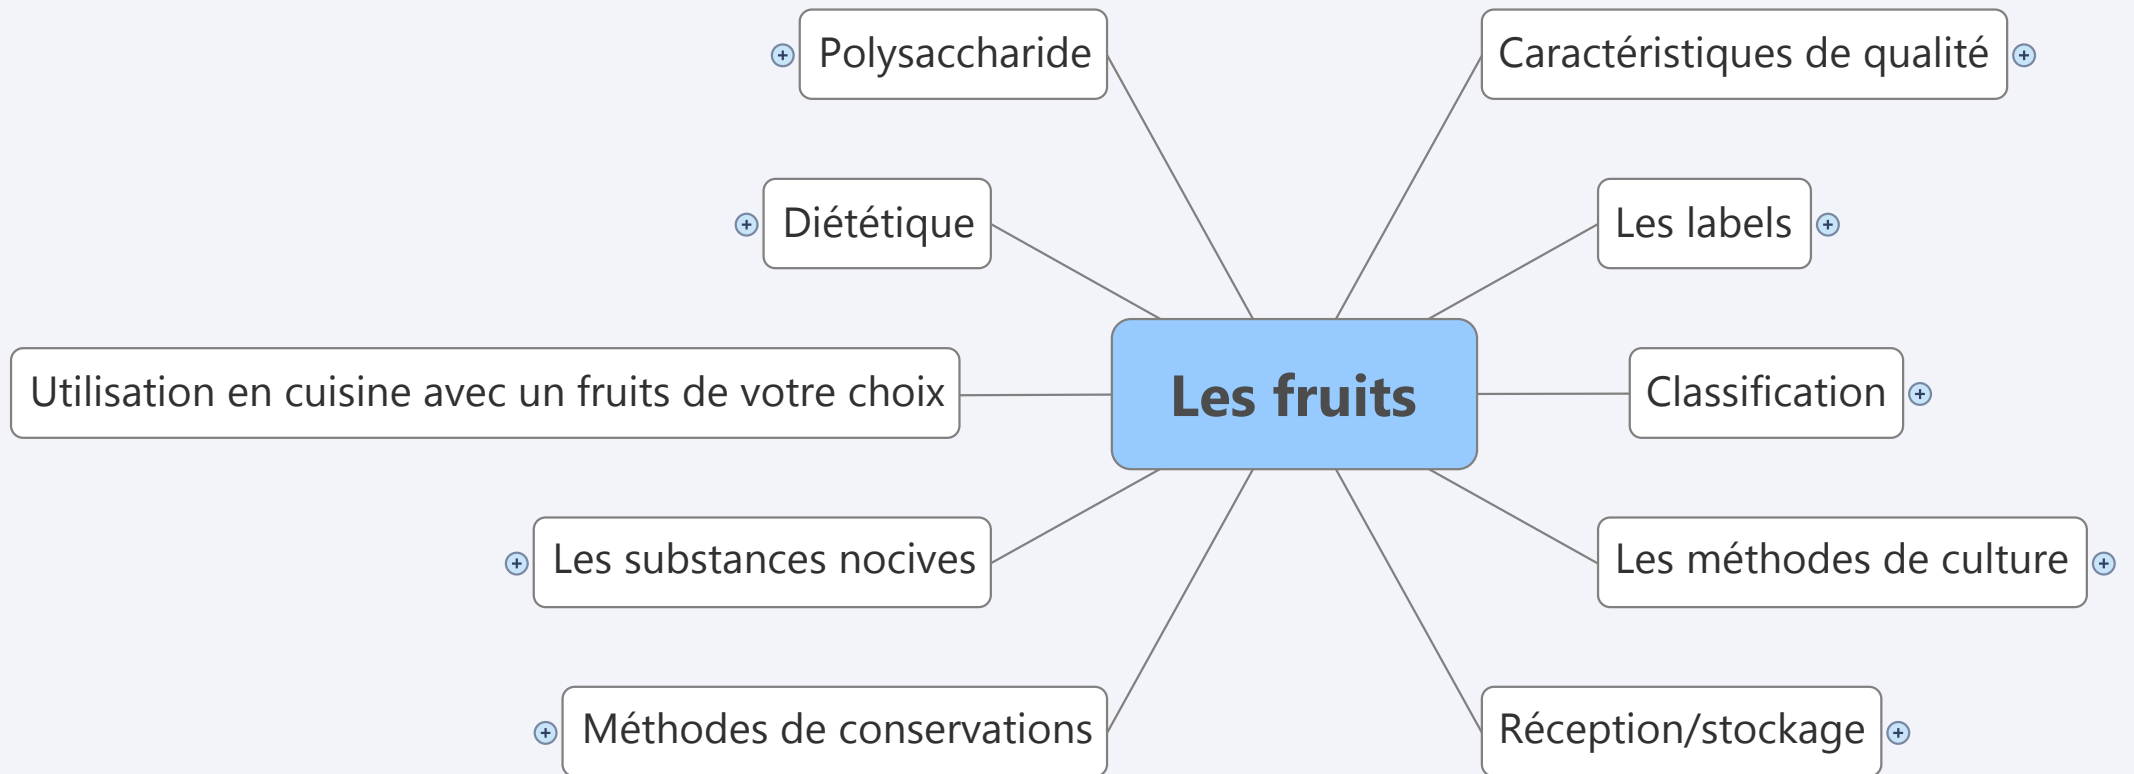 Polysaccharide
Caractéristiques de qualité
Diététique
Les labels
Utilisation en cuisine avec un fruits de votre choix
Les fruits
Classification
Les substances nocives
Les méthodes de culture
Méthodes de conservations
Réception/stockage